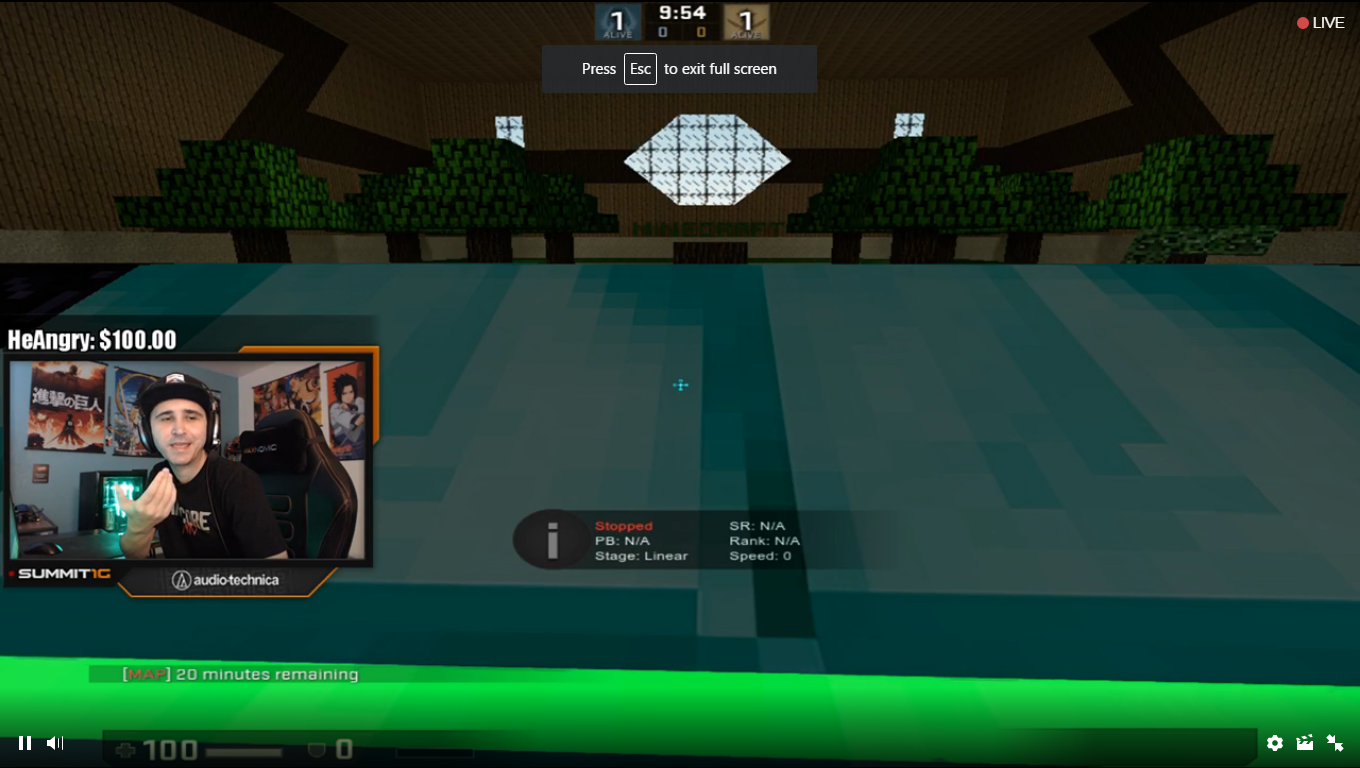 1 9:54 1
ALIVE 0 0 ALIVE
LIVE
Press Esc to exit full screen
MINECRAFT
HeAngry: $100.00
進撃の巨人
SUMMIT1G
audio-technica
Stopped SR: N/A
PB: N/A Rank: N/A
Stage: Linear Speed: 0
[MAP] 20 minutes remaining
100 0